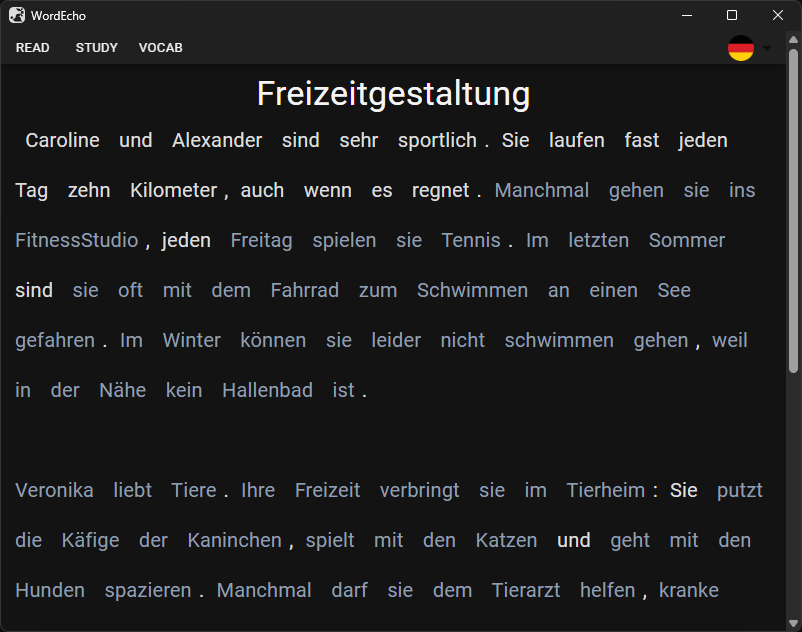 WordEcho
READ STUDY VOCAB
Freizeitgestaltung
Caroline und Alexander sind sehr sportlich . Sie laufen fast jeden
Tag zehn Kilometer , auch wenn es regnet . Manchmal gehen sie ins
FitnessStudio , jeden Freitag spielen sie Tennis . Im letzten Sommer
sind sie oft mit dem Fahrrad zum Schwimmen an einen See
gefahren . Im Winter können sie leider nicht schwimmen gehen , weil
in der Nähe kein Hallenbad ist .
Veronika liebt Tiere . Ihre Freizeit verbringt sie im Tierheim : Sie putzt
die Käfige der Kaninchen , spielt mit den Katzen und geht mit den
Hunden spazieren . Manchmal darf sie dem Tierarzt helfen , kranke